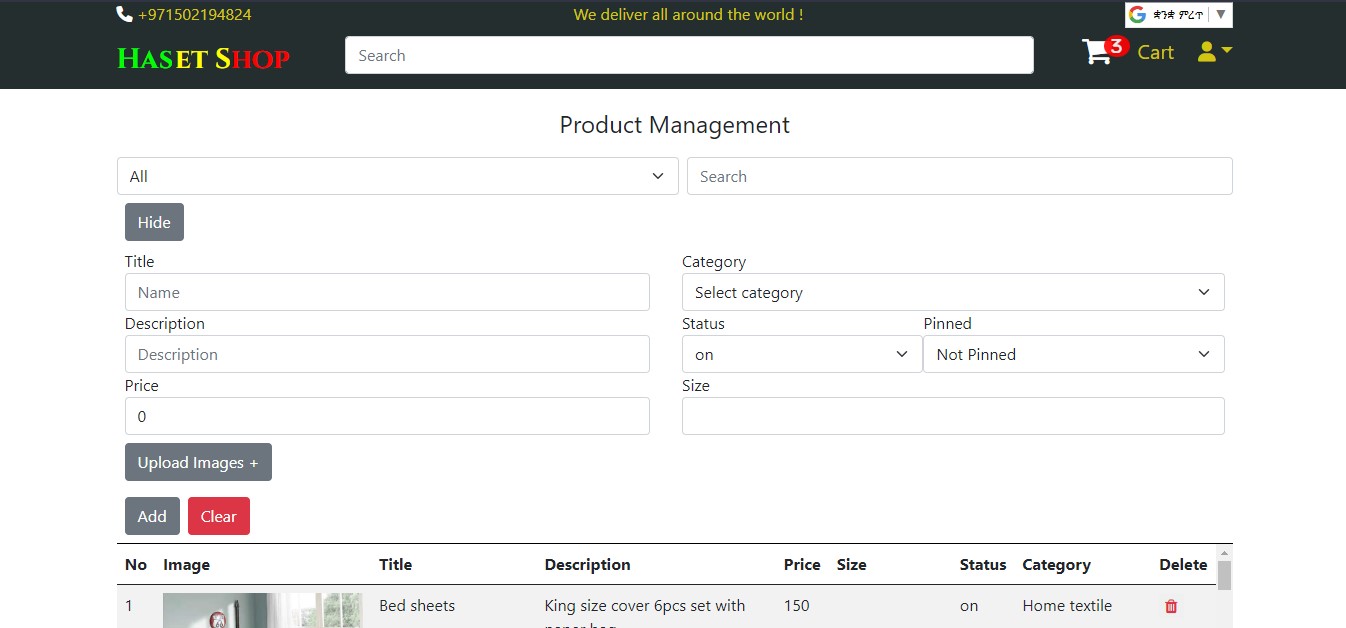 +971502194824 We deliver all around the world ! ቋንቋ ምረጥ ▼
HASET SHOP Search 3 Cart
Product Management
All Search
Hide
Title Category
Name Select category
Description Status Pinned
Description on Not Pinned
Price Size
0
Upload Images +
Add Clear
No Image Title Description Price Size Status Category Delete
1 Bed sheets King size cover 6pcs set with 150 on Home textile